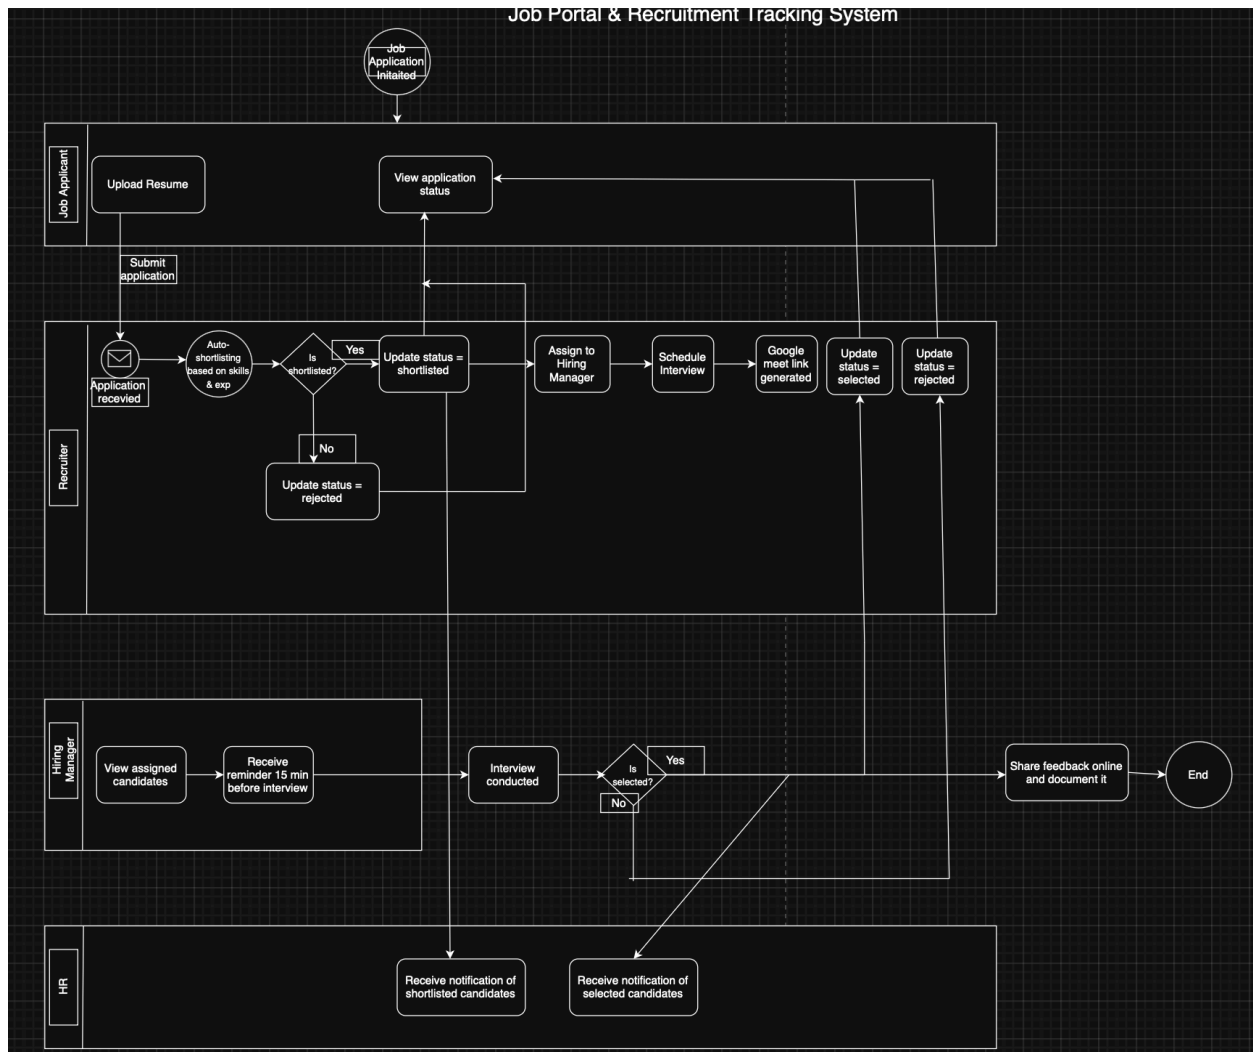 Job Portal & Recruitment Tracking System
Job
Application
Initaited
Job Applicant
Upload Resume
View application
status
Submit
application
Recruiter
Application
recevied
Auto-
shortlisting
based on skills
& exp
Is
shortlisted?
Yes
Update status =
shortlisted
Assign to
Hiring
Manager
Schedule
Interview
Google
meet link
generated
Update
status =
selected
Update
status =
rejected
No
Update status =
rejected
Hiring
Manager
View assigned
candidates
Receive
reminder 15 min
before interview
Interview
conducted
Is
selected?
Yes
No
Share feedback online
and document it
End
HR
Receive notification of
shortlisted candidates
Receive notification of
selected candidates